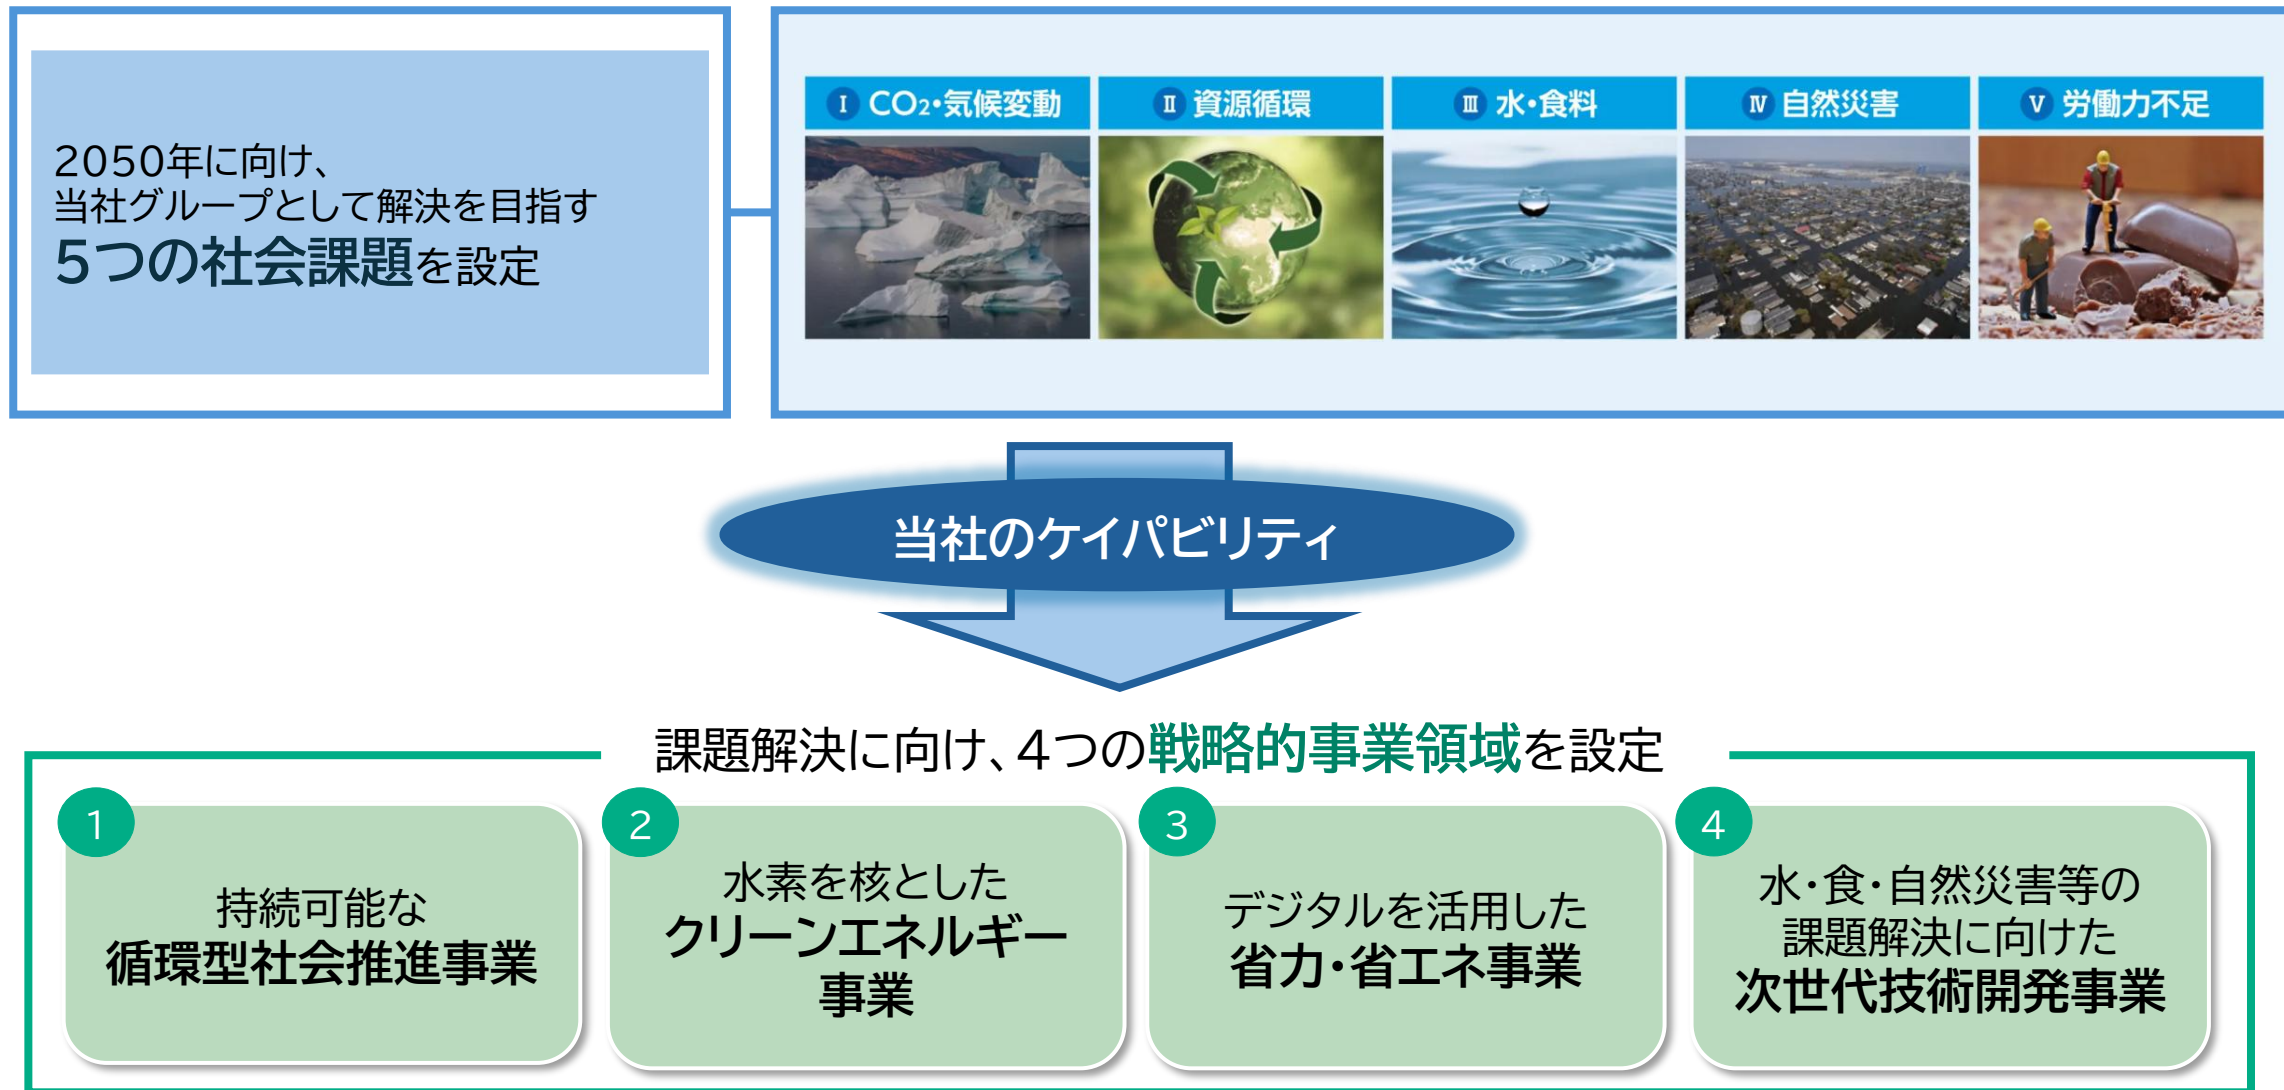 2050年に向け、
当社グループとして解決を目指す
5つの社会課題を設定
Ⅰ CO₂・気候変動
Ⅱ 資源循環
Ⅲ 水・食料
Ⅳ 自然災害
Ⅴ 労働力不足
当社のケイパビリティ
課題解決に向け、4つの戦略的事業領域を設定
1
持続可能な
循環型社会推進事業
2
水素を核とした
クリーンエネルギー
事業
3
デジタルを活用した
省力・省エネ事業
4
水・食・自然災害等の
課題解決に向けた
次世代技術開発事業